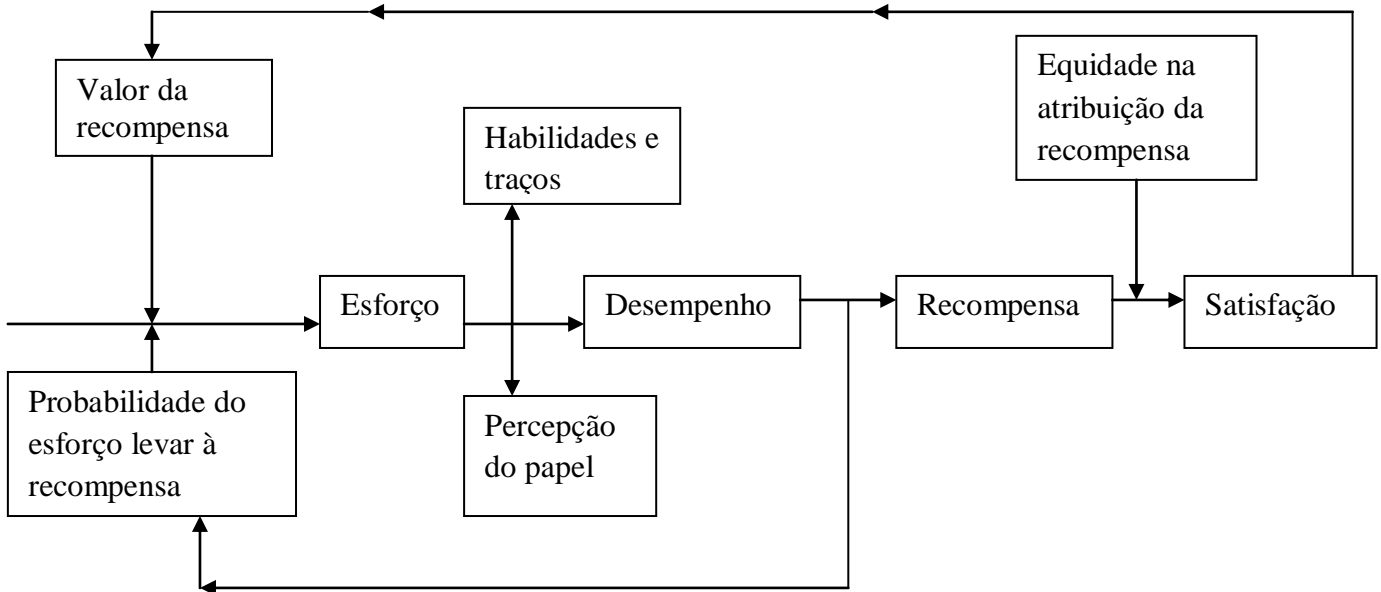 Valor da
recompensa
Equidade na
atribuição da
recompensa
Habilidades e
traços
Esforço
Desempenho
Recompensa
Satisfação
Probabilidade do
esforço levar à
recompensa
Percepção
do papel